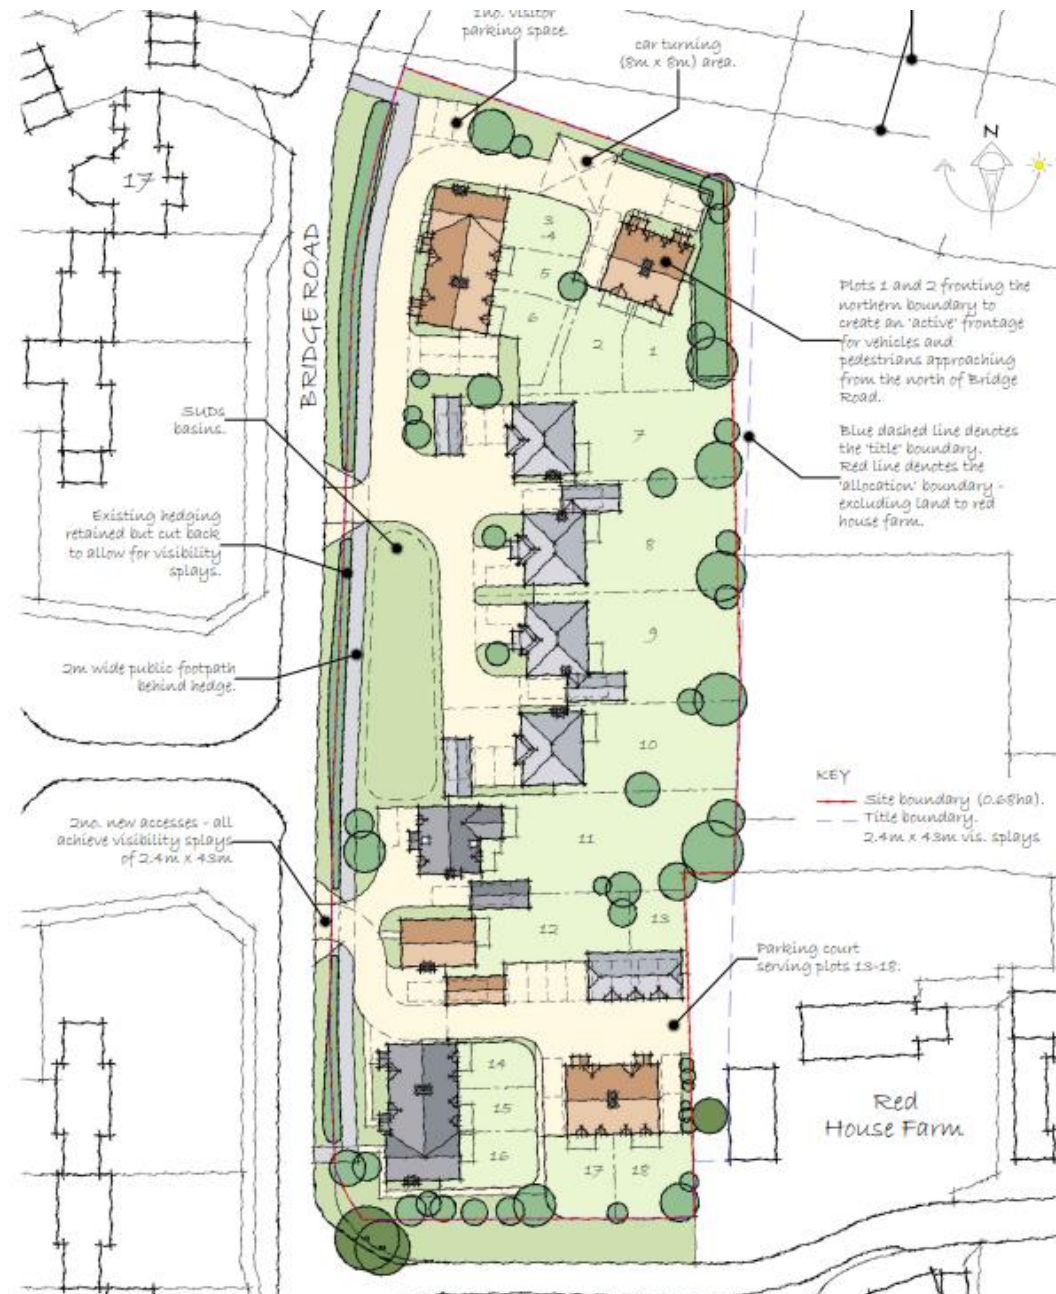 1no. visitor
parking space.
car turning
(8m x 8m) area.
N
17
BRIDGE ROAD
3
4
5
6
2
1
Plots 1 and 2 fronting the
northern boundary to
create an 'active' frontage
for vehicles and
pedestrians approaching
from the north of Bridge
Road.
SUDs
basins.
7
Blue dashed line denotes
the 'title' boundary.
Red line denotes the
'allocation' boundary -
excluding land to red
house farm.
Existing hedging
retained but cut back
to allow for visibility
splays.
8
9
2m wide public footpath
behind hedge.
10
KEY
Site boundary (0.68ha).
Title boundary.
2.4m x 43m vis. splays
2no. new accesses - all
achieve visibility splays
of 2.4m x 43m
11
12
13
Parking court
serving plots 13-18.
14
15
16
17
18
Red
House Farm